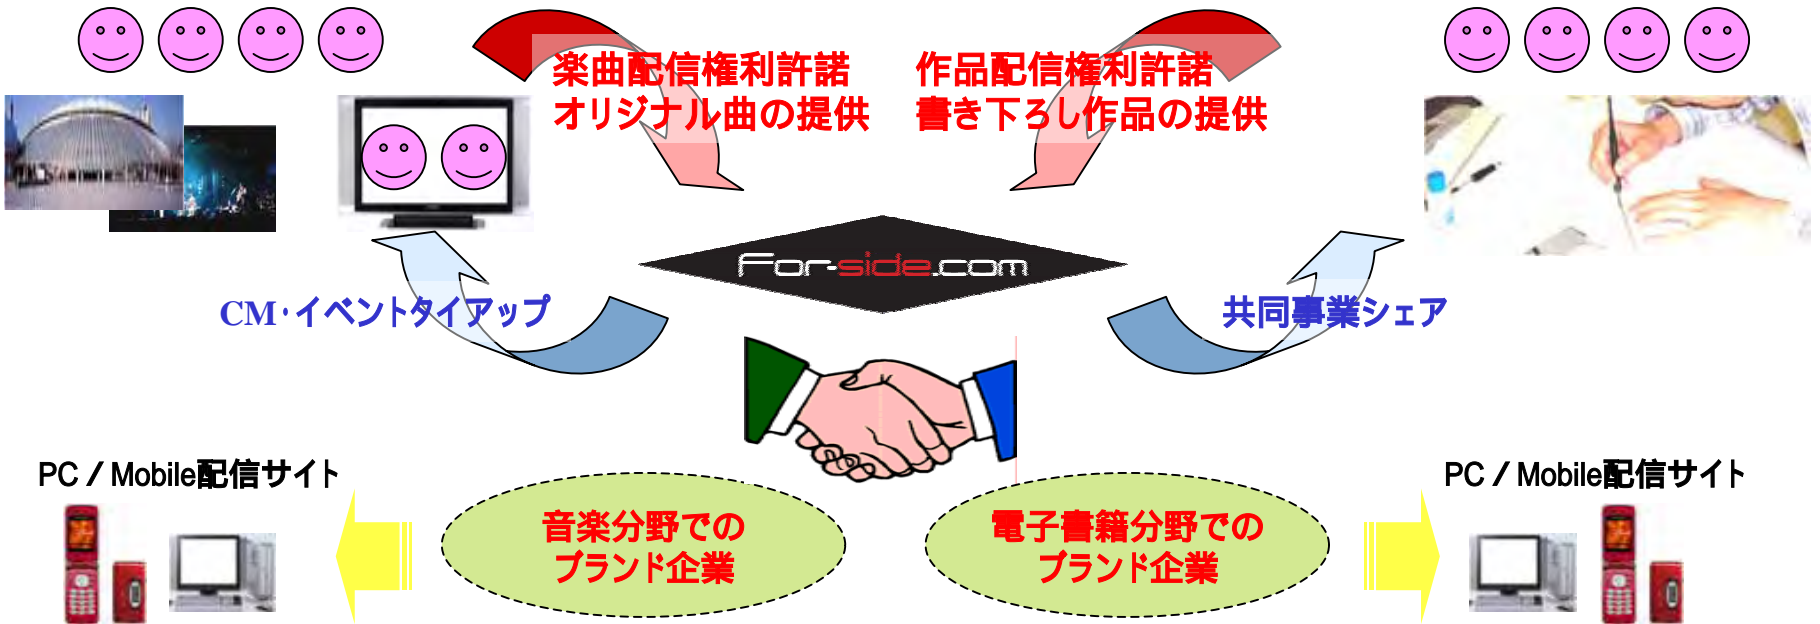 楽曲配信権利許諾
オリジナル曲の提供
作品配信権利許諾
書き下ろし作品の提供
For-side.com
CM・イベントタイアップ
共同事業シェア
PC / Mobile配信サイト
PC / Mobile配信サイト
音楽分野での
ブランド企業
電子書籍分野での
ブランド企業